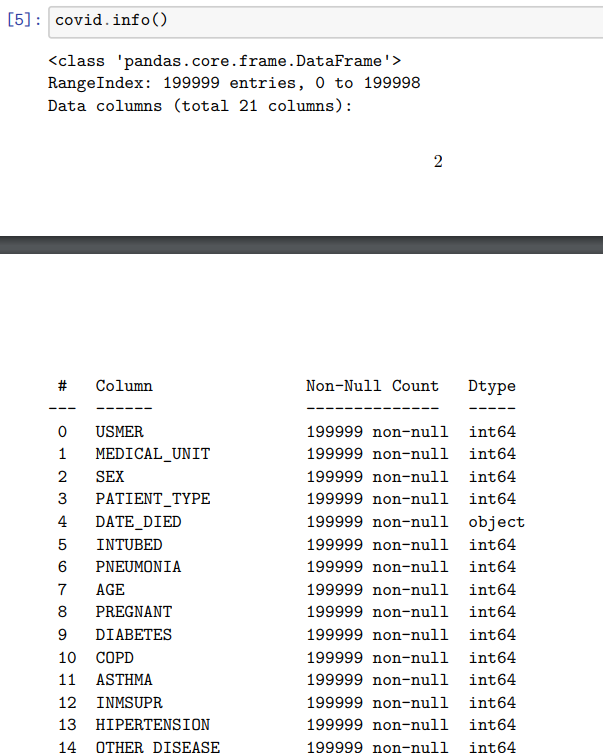 [5]: covid.info()
<class 'pandas.core.frame.DataFrame'>
RangeIndex: 199999 entries, 0 to 199998
Data columns (total 21 columns):
2
#   Column   Non-Null Count   Dtype
---  ------  --------------  -----
0   USMER   199999 non-null   int64
1   MEDICAL_UNIT   199999 non-null   int64
2   SEX   199999 non-null   int64
3   PATIENT_TYPE   199999 non-null   int64
4   DATE_DIED   199999 non-null   object
5   INTUBED   199999 non-null   int64
6   PNEUMONIA   199999 non-null   int64
7   AGE   199999 non-null   int64
8   PREGNANT   199999 non-null   int64
9   DIABETES   199999 non-null   int64
10   COPD   199999 non-null   int64
11   ASTHMA   199999 non-null   int64
12   INMSUPR   199999 non-null   int64
13   HIPERTENSION   199999 non-null   int64
14   OTHER_DISEASE   199999 non-null   int64